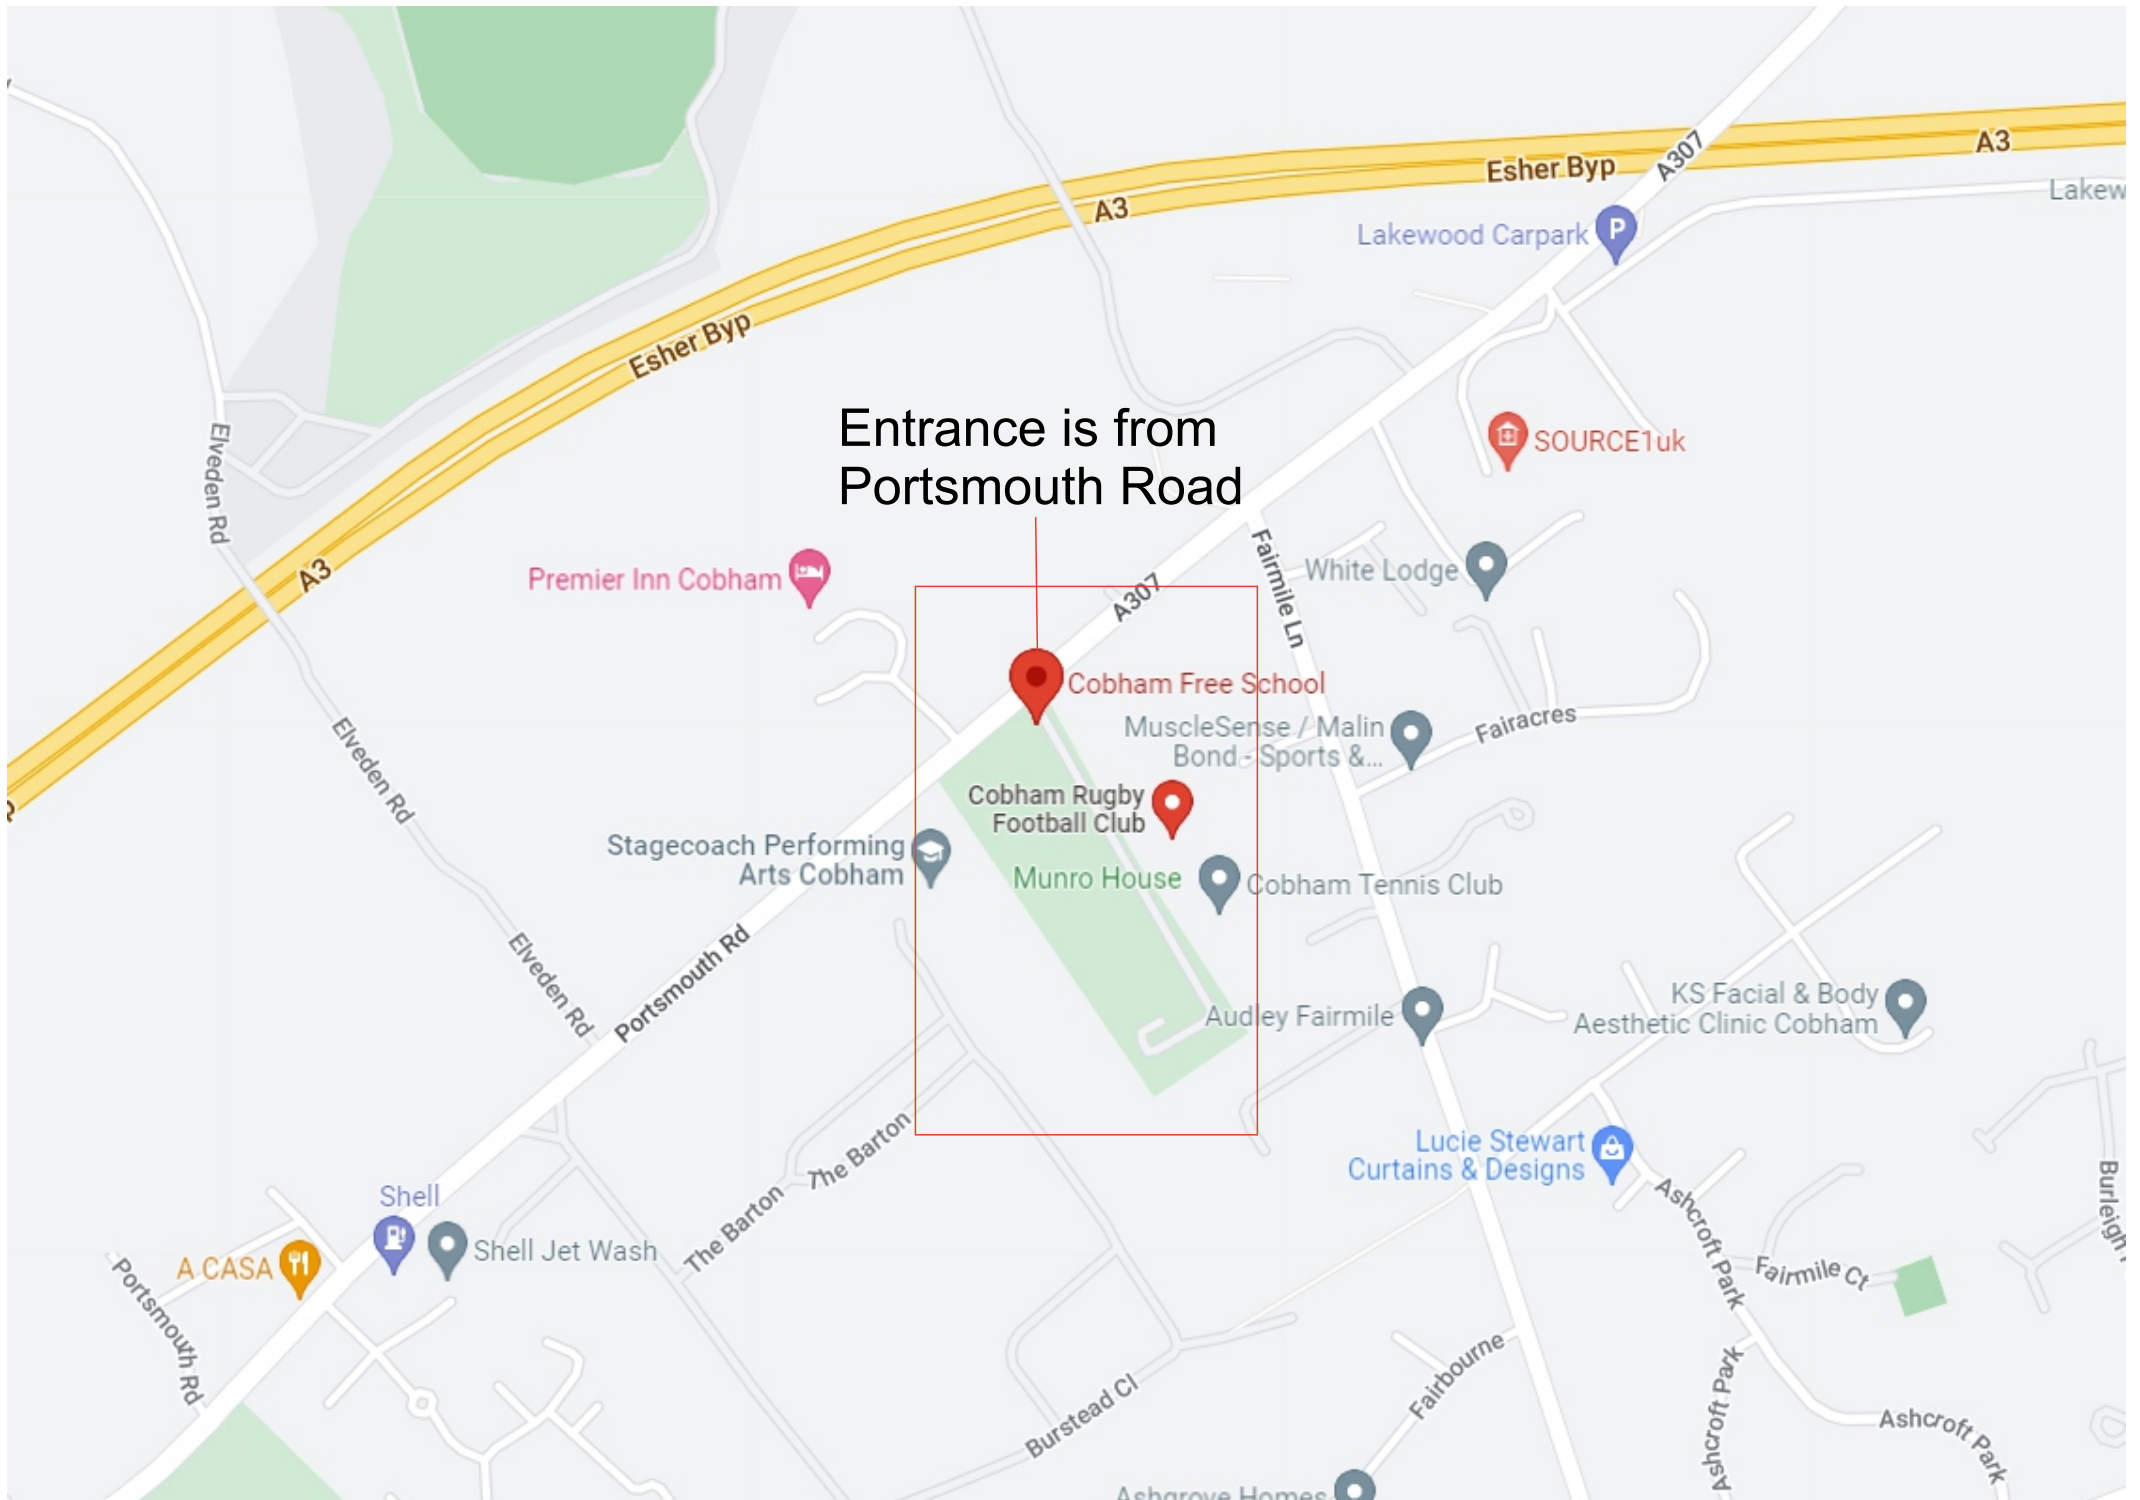 Esher Byp
A307
A3
Lakew
A3
Lakewood Carpark
P
Esher Byp
Entrance is from
Portsmouth Road
SOURCE1uk
Elveden Rd
A3
Premier Inn Cobham
A307
Fairmile Ln
White Lodge
Cobham Free School
MuscleSense / Malin
Bond - Sports &...
Fairacres
Elveden Rd
Cobham Rugby
Football Club
Stagecoach Performing
Arts Cobham
Munro House
Cobham Tennis Club
Elveden Rd
Portsmouth Rd
Audley Fairmile
KS Facial & Body
Aesthetic Clinic Cobham
The Barton
The Barton
Lucie Stewart
Curtains & Designs
Shell
Shell Jet Wash
A CASA
Portsmouth Rd
Ashcroft Park
Fairmile Ct
Burleigh
Burstead Cl
Fairbourne
Ashcroft Park
Ashcroft Park
Ashgrove Homes